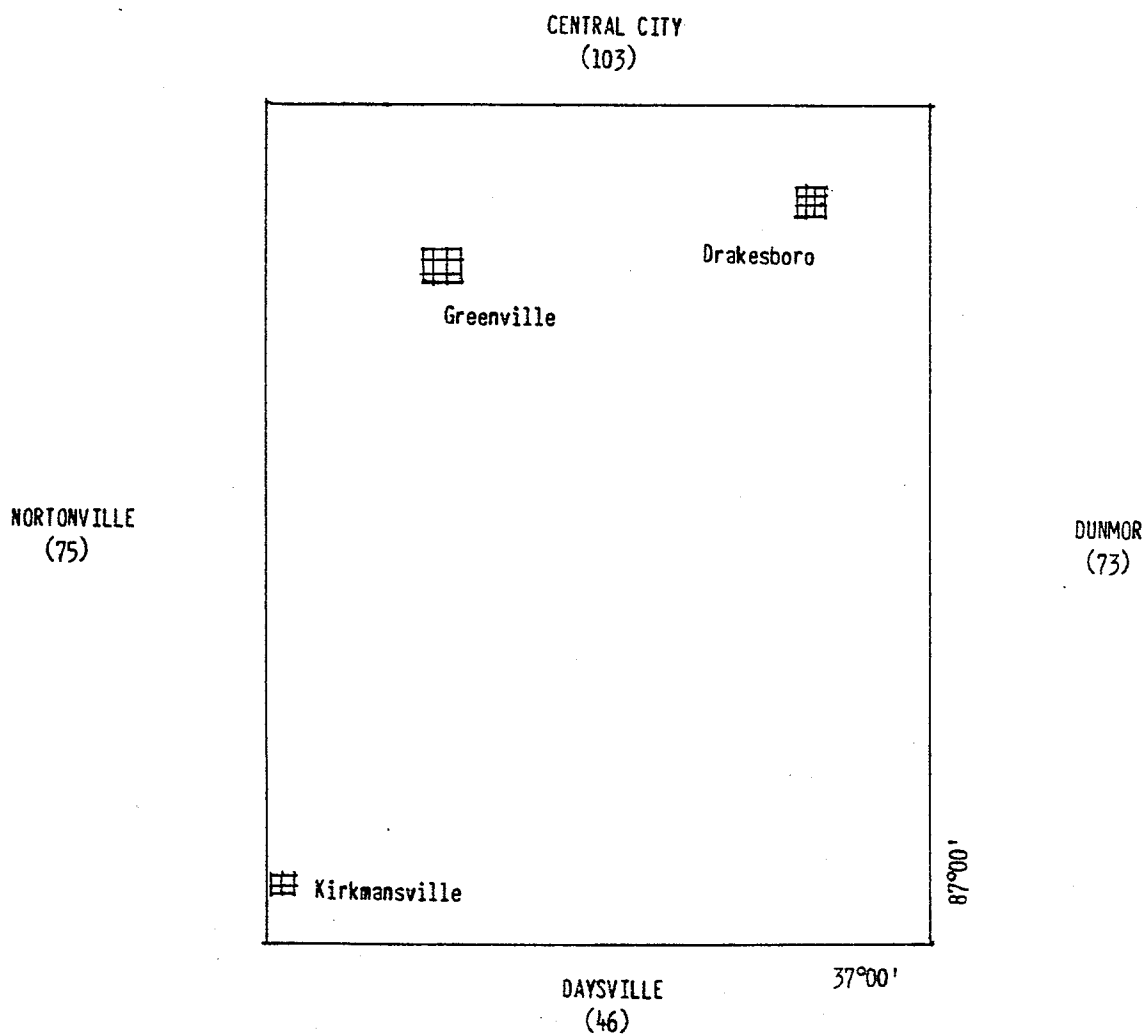 CENTRAL CITY
(103)
Drakesboro
Greenville
NORTONVILLE
(75)
DUNMOR
(73)
87°00'
Kirkmansville
37°00'
DAYSVILLE
(46)